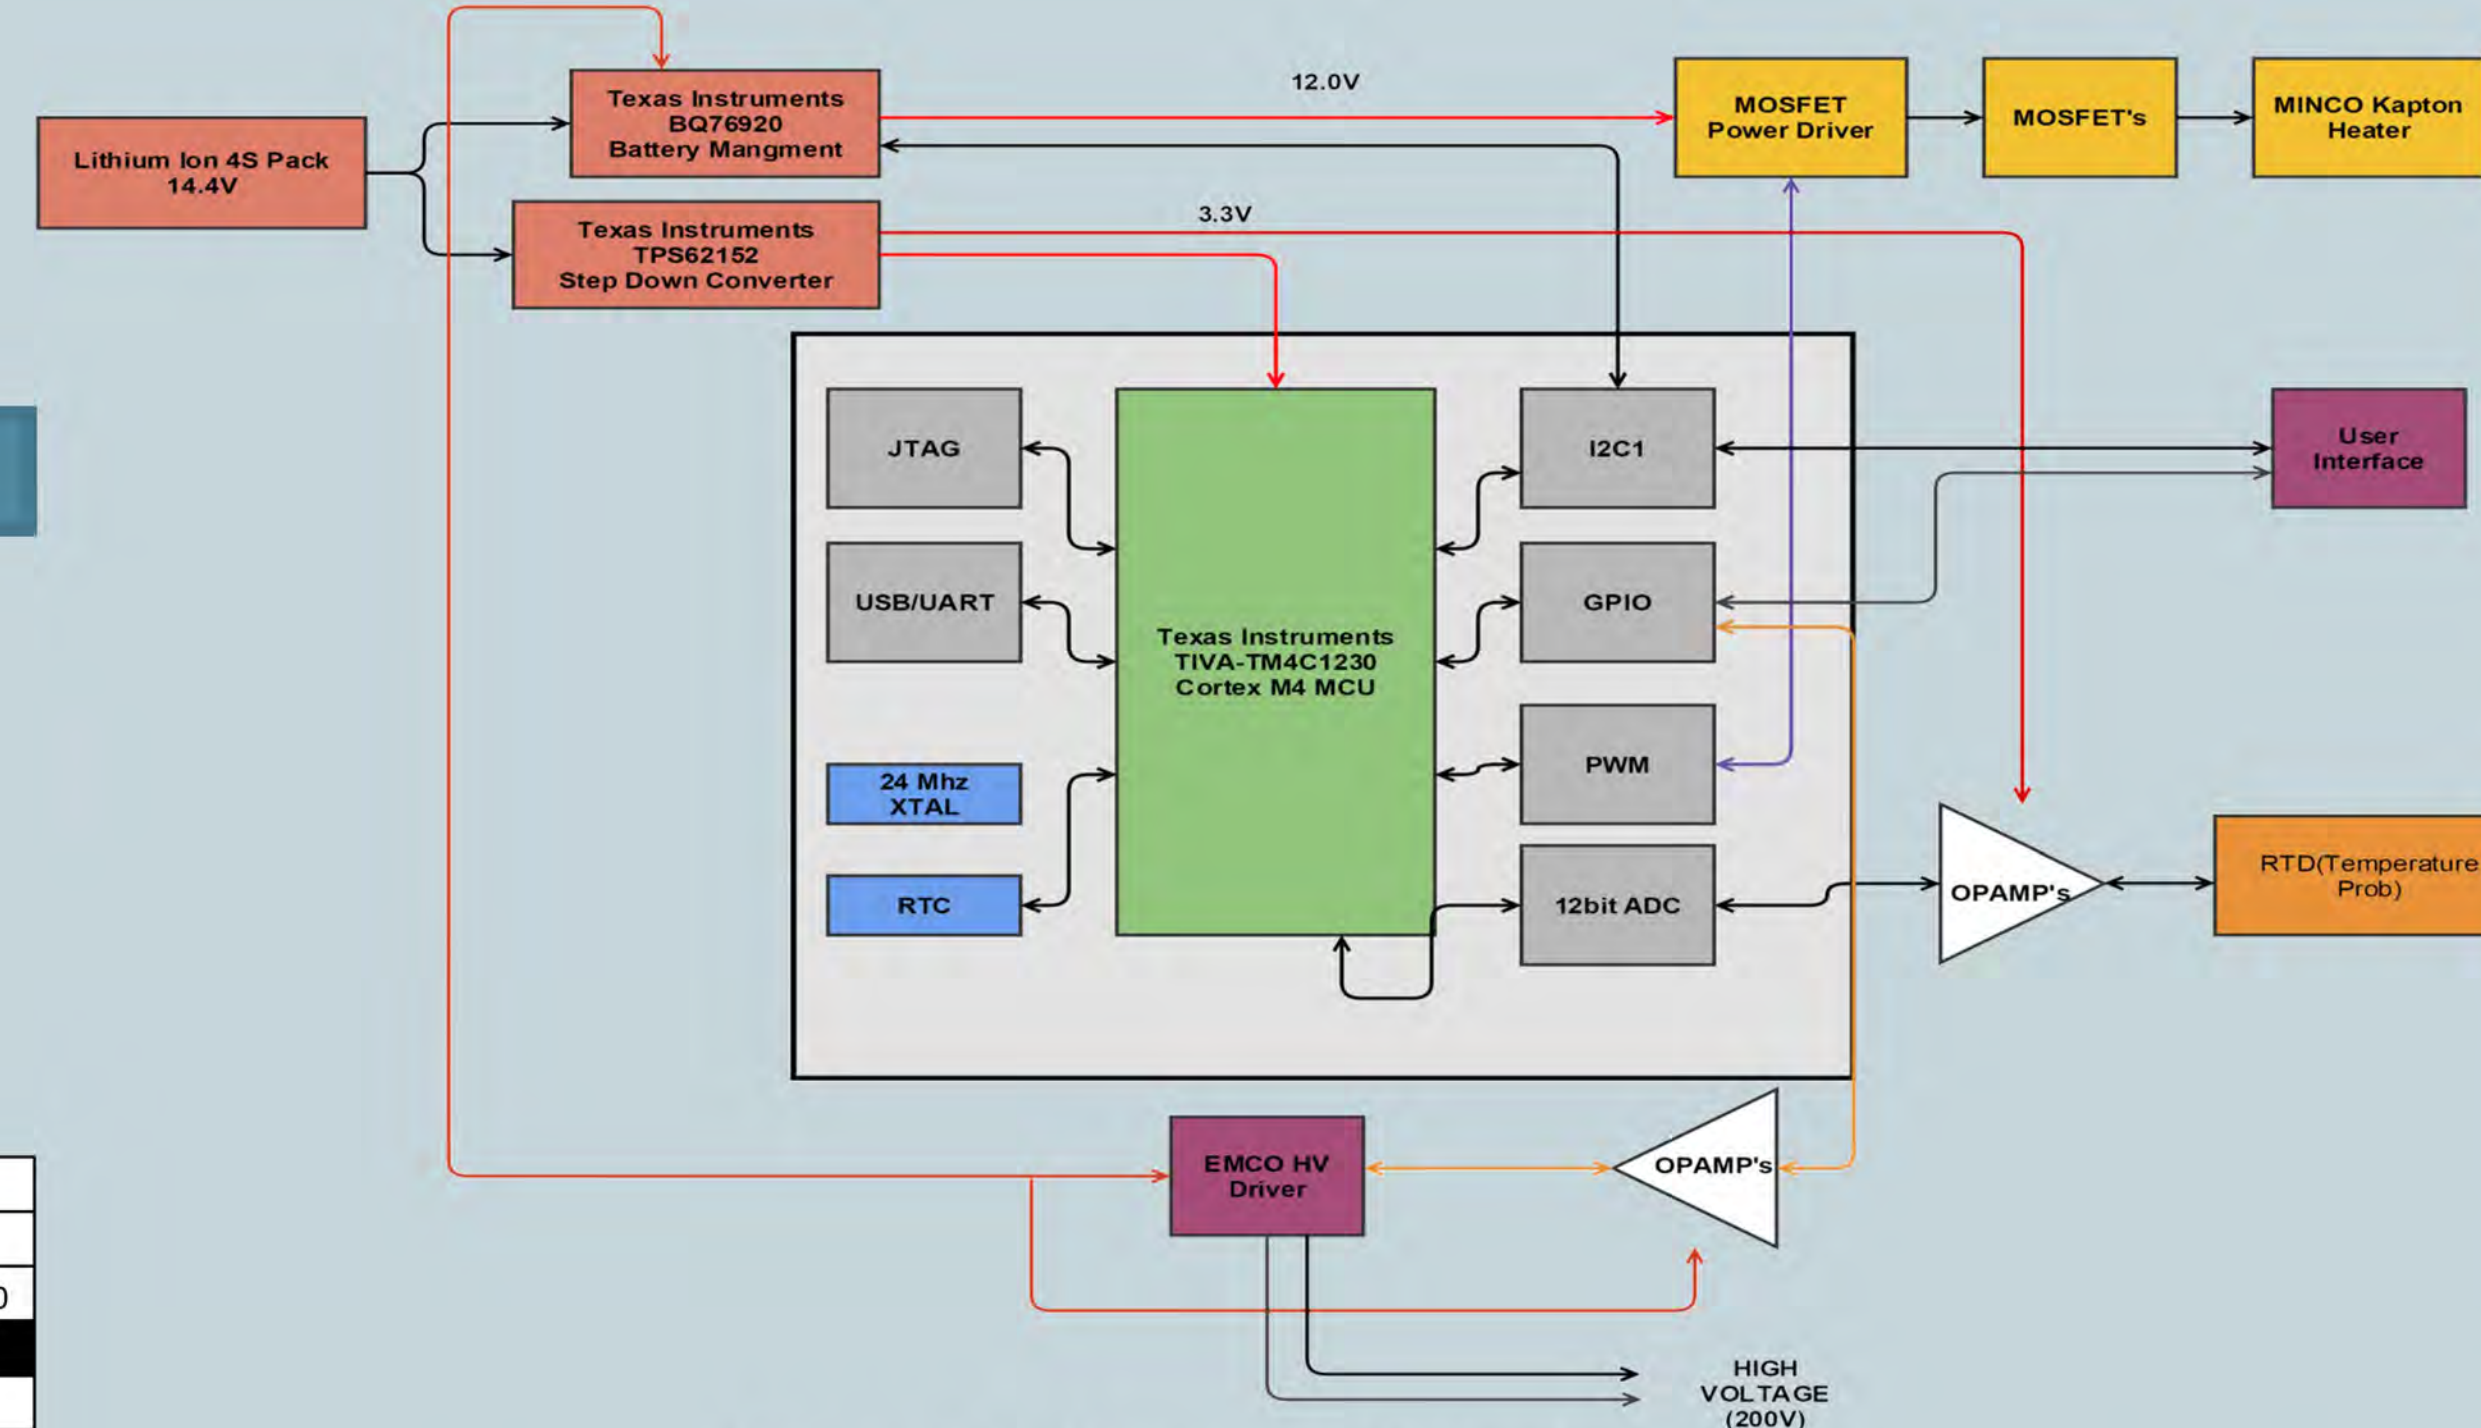 12.0V
Texas Instruments
BQ76920
Battery Mangment
MOSFET
Power Driver
MOSFET's
MINCO Kapton
Heater
Lithium Ion 4S Pack
14.4V
3.3V
Texas Instruments
TPS62152
Step Down Converter
JTAG
I2C1
User
Interface
USB/UART
GPIO
Texas Instruments
TIVA-TM4C1230
Cortex M4 MCU
24 Mhz
XTAL
PWM
RTC
12bit ADC
OPAMP's
RTD(Temperature
Prob)
EMCO HV
Driver
OPAMP's
0
HIGH
VOLTAGE
(200V)